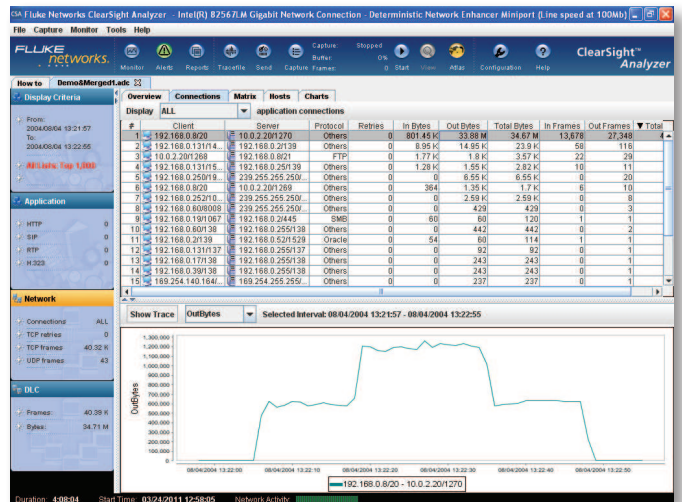 CSA Fluke Networks ClearSight Analyzer - Intel(R) 82567LM Gigabit Network Connection - Deterministic Network Enhancer Miniport (Line speed at 100Mb)
File Capture Monitor Tools Help
FLUKE networks.
Monitor Alerts Reports Tracefile Send Capture
Capture: Stopped
Buffer: 0%
Frames: 0
Start View Atlas Configuration Help
ClearSight™ Analyzer
How to Demo&Merged1.adc
Display Criteria
From:
2004/08/04 13:21:57
To:
2004/08/04 13:22:55
Application
HTTP 0
SIP 0
RTP 0
H.323 0
Network
Connections ALL
TCP retries 0
TCP frames 40.32 K
UDP frames 43
DLC
Frames: 40.39 K
Bytes: 34.71 M
Overview Connections Matrix Hosts Charts
Display ALL application connections
# Client Server Protocol Retries In Bytes Out Bytes Total Bytes In Frames Out Frames ▼ Total
1 192.168.0.8/20 10.0.2.20/1270 Others 0 801.45 K 33.88 M 34.67 M 13,678 27,348
2 192.168.0.131/14... 192.168.0.2/139 Others 0 8.95 K 14.95 K 23.9 K 58 116
3 10.0.2.20/1268 192.168.0.8/21 FTP 0 1.77 K 1.8 K 3.57 K 22 29
4 192.168.0.131/15... 192.168.0.25/139 Others 0 1.28 K 1.55 K 2.82 K 10 11
5 192.168.0.250/19... 239.255.255.250/... Others 0 0 6.55 K 6.55 K 0 20
6 192.168.0.8/20 10.0.2.20/1269 Others 0 364 1.35 K 1.7 K 6 10
7 192.168.0.252/10... 239.255.255.250/... Others 0 0 2.59 K 2.59 K 0 8
8 192.168.0.60/8008 239.255.255.250/... Others 0 0 429 429 0 3
9 192.168.0.19/1067 192.168.0.2/445 SMB 0 60 60 120 1 1
10 192.168.0.60/138 192.168.0.255/138 Others 0 0 442 442 0 2
11 192.168.0.2/139 192.168.0.52/1529 Oracle 0 54 60 114 1 1
12 192.168.0.131/137 192.168.0.255/137 Others 0 0 92 92 0 1
13 192.168.0.17/138 192.168.0.255/138 Others 0 0 243 243 0 1
14 192.168.0.39/138 192.168.0.255/138 Others 0 0 243 243 0 1
15 169.254.140.164/... 169.254.255.255/... Others 0 0 237 237 0 1
Show Trace OutBytes Selected Interval: 08/04/2004 13:21:57 - 08/04/2004 13:22:55
1,300,000
1,200,000
1,100,000
1,000,000
900,000
800,000
700,000
600,000
500,000
400,000
300,000
200,000
100,000
0
OutBytes
08/04/2004 13:22:00 08/04/2004 13:22:10 08/04/2004 13:22:20 08/04/2004 13:22:30 08/04/2004 13:22:40 08/04/2004 13:22:50
192.168.0.8/20 - 10.0.2.20/1270
Duration: 4:08:04 Start Time: 03/24/2011 12:58:05 Network Activity: